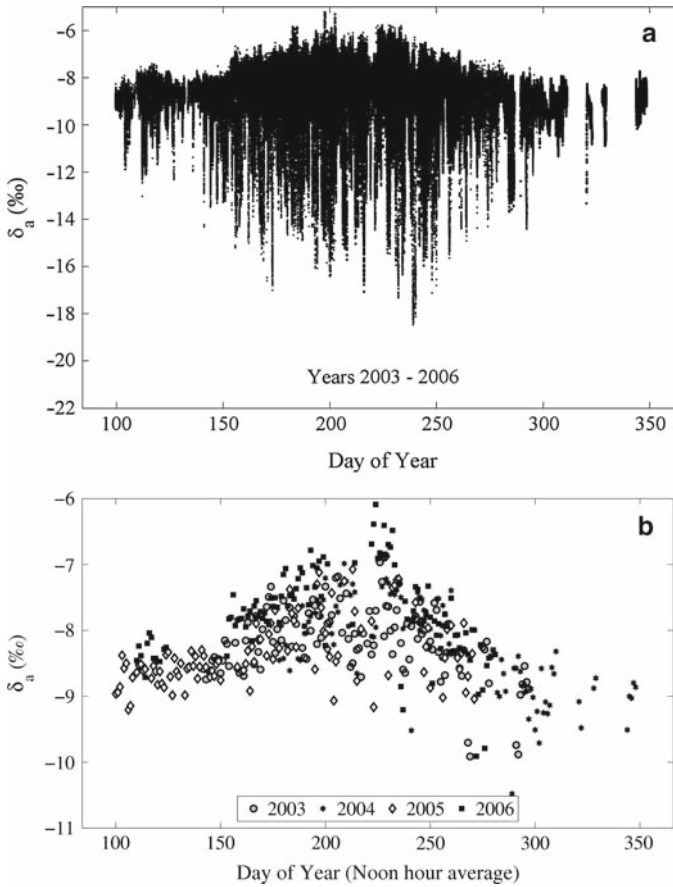 a
−6
−8
−10
−12
−14
−16
−18
−20
−22
δa (‰)
Years 2003 - 2006
100 150 200 250 300 350
Day of Year
b
−6
−7
−8
−9
−10
−11
δa (‰)
2003 2004 2005 2006
100 150 200 250 300 350
Day of Year (Noon hour average)